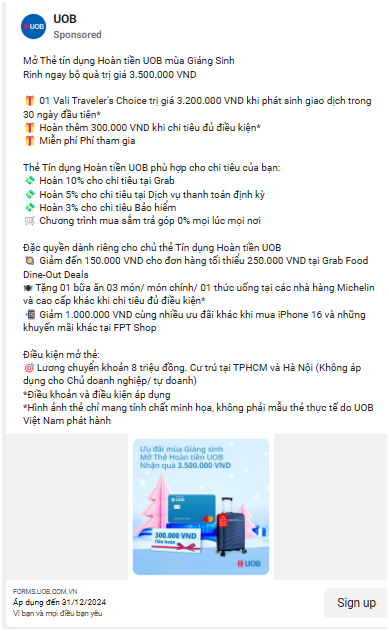 UOB
UOB
Sponsored
Mở Thẻ tín dụng Hoàn tiền UOB mùa Giáng Sinh
Rinh ngay bộ quà trị giá 3.500.000 VND
🎁 01 Vali Traveler's Choice trị giá 3.200.000 VND khi phát sinh giao dịch trong
30 ngày đầu tiên*
🎁 Hoàn thêm 300.000 VND khi chi tiêu đủ điều kiện*
🎁 Miễn phí Phí tham gia
Thẻ Tín dụng Hoàn tiền UOB phù hợp cho chi tiêu của bạn:
💸 Hoàn 10% cho chi tiêu tại Grab
💸 Hoàn 5% cho chi tiêu tại Dịch vụ thanh toán định kỳ
💸 Hoàn 3% cho chi tiêu Bảo hiểm
🛒 Chương trình mua sắm trả góp 0% mọi lúc mọi nơi
Đặc quyền dành riêng cho chủ thẻ Tín dụng Hoàn tiền UOB
🥘 Giảm đến 150.000 VND cho đơn hàng tối thiểu 250.000 VND tại Grab Food
Dine-Out Deals
🍽 Tặng 01 bữa ăn 03 món/ món chính/ 01 thức uống tại các nhà hàng Michelin
và cao cấp khác khi chi tiêu đủ điều kiện*
📲 Giảm 1.000.000 VND cùng nhiều ưu đãi khác khi mua iPhone 16 và những
khuyến mãi khác tại FPT Shop
Điều kiện mở thẻ:
🎯 Lương chuyển khoản 8 triệu đồng. Cư trú tại TPHCM và Hà Nội (Không áp
dụng cho Chủ doanh nghiệp/ tự doanh)
*Điều khoản và điều kiện áp dụng
*Hình ảnh thẻ chỉ mang tính chất minh họa, không phải mẫu thẻ thực tế do UOB
Việt Nam phát hành
Ưu đãi mùa Giáng sinh
Mở Thẻ Hoàn tiền UOB
Nhận quà 3.500.000 VND
300.000 VND
tiền hoàn
UOB
FORMS.UOB.COM.VN
Áp dụng đến 31/12/2024
Vì bạn và mọi điều bạn yêu
Sign up